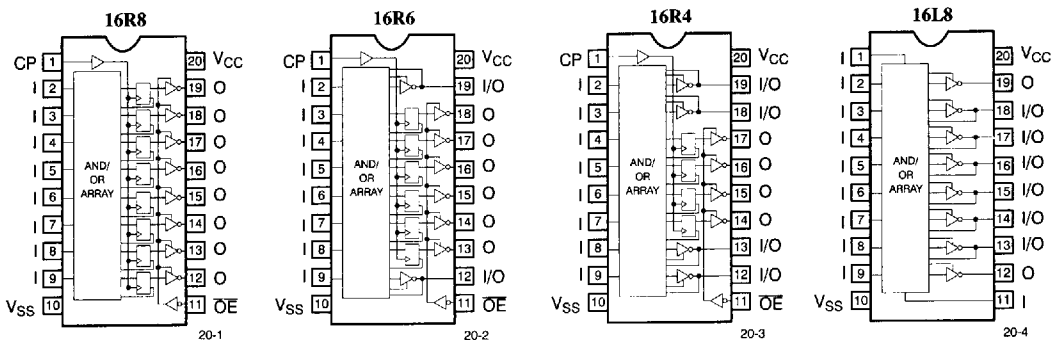 16R8
CP 1 20 VCC
I 2 19 O
I 3 18 O
I 4 17 O
I 5 16 O
I 6 15 O
I 7 14 O
I 8 13 O
I 9 12 O
VSS 10 11 OE
AND/
OR
ARRAY
20-1
16R6
CP 1 20 VCC
I 2 19 I/O
I 3 18 O
I 4 17 O
I 5 16 O
I 6 15 O
I 7 14 O
I 8 13 O
I 9 12 I/O
VSS 10 11 OE
AND/
OR
ARRAY
20-2
16R4
CP 1 20 VCC
I 2 19 I/O
I 3 18 I/O
I 4 17 O
I 5 16 O
I 6 15 O
I 7 14 O
I 8 13 I/O
I 9 12 I/O
VSS 10 11 OE
AND/
OR
ARRAY
20-3
16L8
I 1 20 VCC
I 2 19 O
I 3 18 I/O
I 4 17 I/O
I 5 16 I/O
I 6 15 I/O
I 7 14 I/O
I 8 13 I/O
I 9 12 O
VSS 10 11 I
AND/
OR
ARRAY
20-4